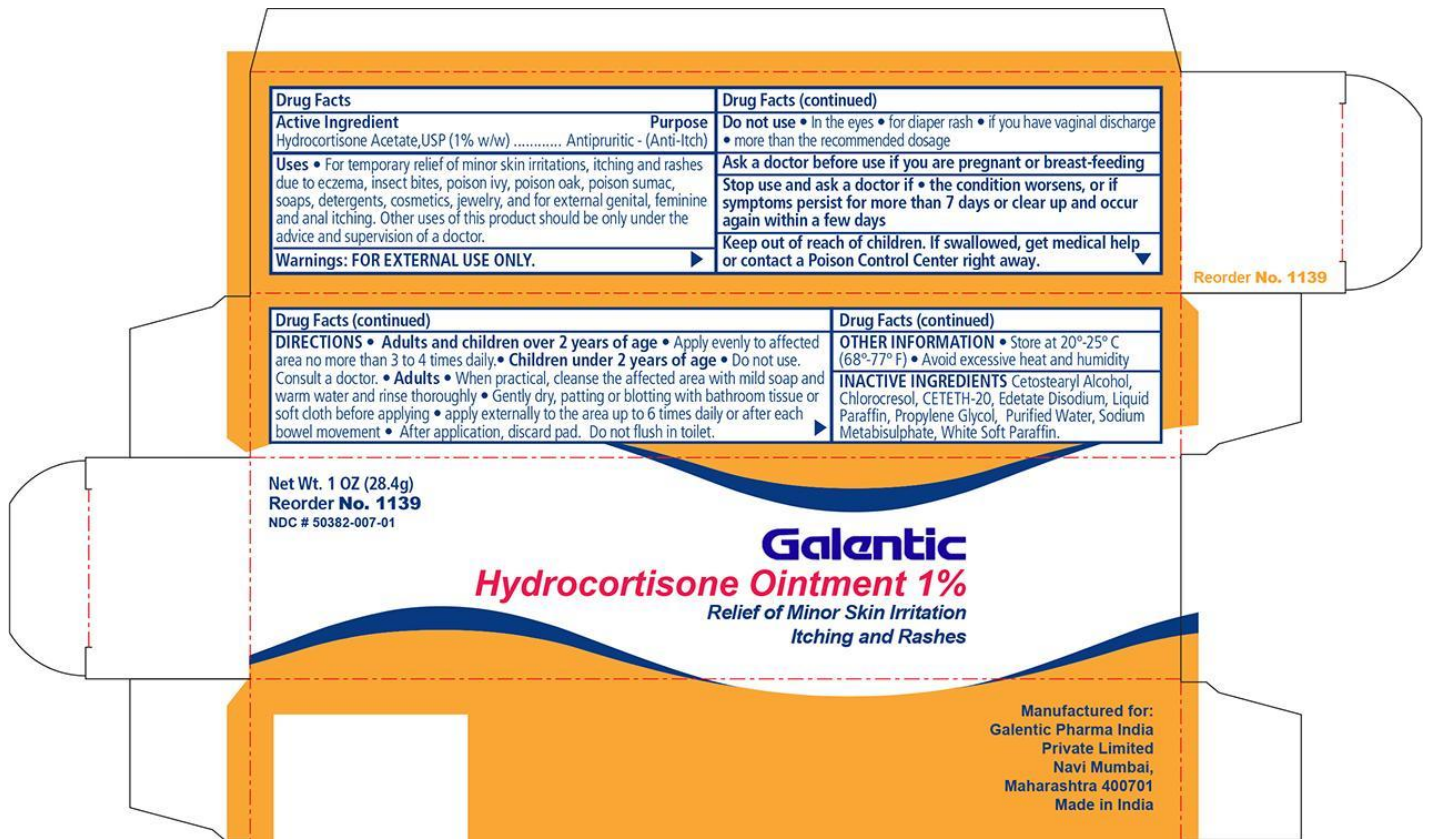 Drug Facts
Active Ingredient Purpose
Hydrocortisone Acetate,USP (1% w/w) ............ Antipruritic - (Anti-Itch)
Uses • For temporary relief of minor skin irritations, itching and rashes
due to eczema, insect bites, poison ivy, poison oak, poison sumac,
soaps, detergents, cosmetics, jewelry, and for external genital, feminine
and anal itching. Other uses of this product should be only under the
advice and supervision of a doctor.
Warnings: FOR EXTERNAL USE ONLY.
Drug Facts (continued)
Do not use • In the eyes • for diaper rash • if you have vaginal discharge
• more than the recommended dosage
Ask a doctor before use if you are pregnant or breast-feeding
Stop use and ask a doctor if • the condition worsens, or if
symptoms persist for more than 7 days or clear up and occur
again within a few days
Keep out of reach of children. If swallowed, get medical help
or contact a Poison Control Center right away.
Reorder No. 1139
Drug Facts (continued)
DIRECTIONS • Adults and children over 2 years of age • Apply evenly to affected
area no more than 3 to 4 times daily.• Children under 2 years of age • Do not use.
Consult a doctor. • Adults • When practical, cleanse the affected area with mild soap and
warm water and rinse thoroughly • Gently dry, patting or blotting with bathroom tissue or
soft cloth before applying • apply externally to the area up to 6 times daily or after each
bowel movement • After application, discard pad. Do not flush in toilet.
Drug Facts (continued)
OTHER INFORMATION • Store at 20°-25° C
(68°-77° F) • Avoid excessive heat and humidity
INACTIVE INGREDIENTS Cetostearyl Alcohol,
Chlorocresol, CETETH-20, Edetate Disodium, Liquid
Paraffin, Propylene Glycol, Purified Water, Sodium
Metabisulphate, White Soft Paraffin.
Net Wt. 1 OZ (28.4g)
Reorder No. 1139
NDC # 50382-007-01
Galentic
Hydrocortisone Ointment 1%
Relief of Minor Skin Irritation
Itching and Rashes
Manufactured for:
Galentic Pharma India
Private Limited
Navi Mumbai,
Maharashtra 400701
Made in India